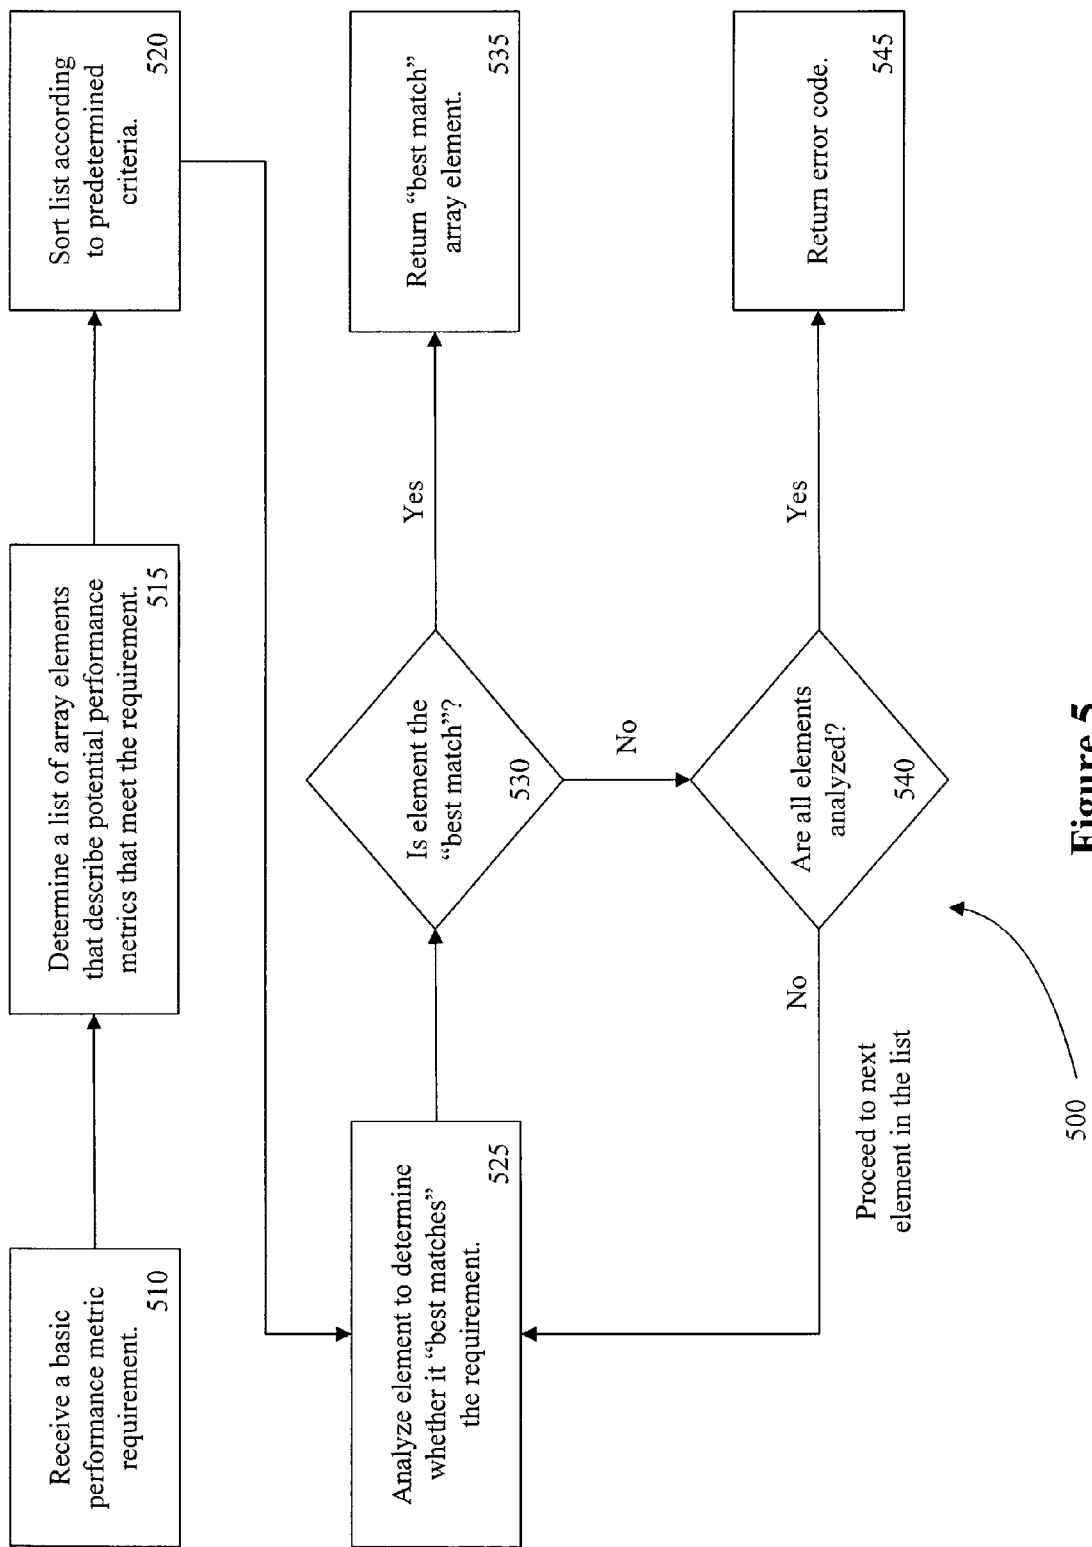 Receive a basic
performance metric
requirement.
510
Determine a list of array elements
that describe potential performance
metrics that meet the requirement.
515
Sort list according
to predetermined
criteria.
520
Analyze element to determine
whether it “best matches”
the requirement.
525
Is element the
“best match”?
530
Yes
Return “best match”
array element.
535
No
Are all elements
analyzed?
540
Yes
Return error code.
545
No
Proceed to next
element in the list
500
Figure 5